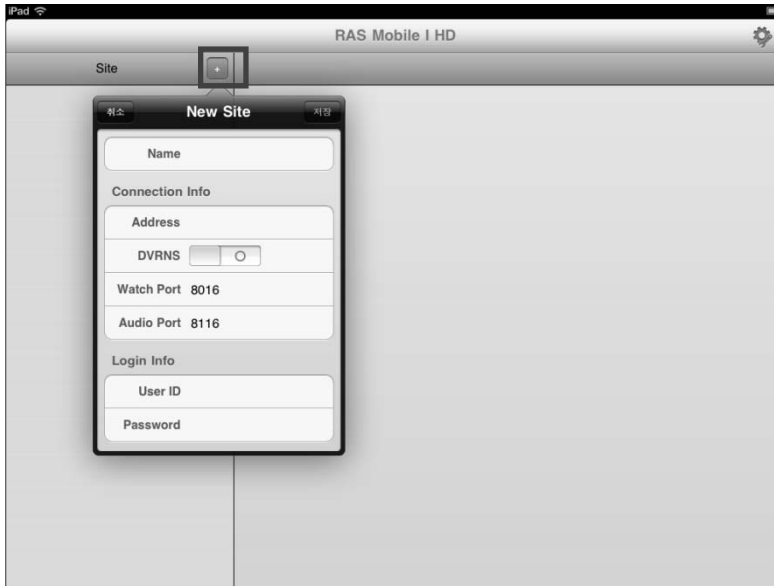 iPad
RAS Mobile I HD
Site +
취소 New Site 저장
Name
Connection Info
Address
DVRNS
Watch Port 8016
Audio Port 8116
Login Info
User ID
Password